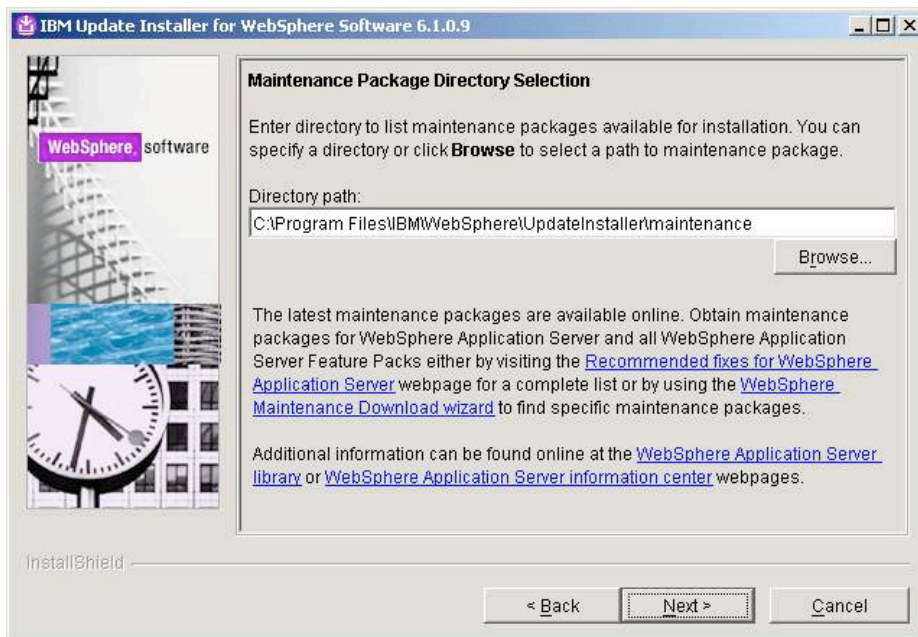 IBM Update Installer for WebSphere Software 6.1.0.9
WebSphere. software
Maintenance Package Directory Selection
Enter directory to list maintenance packages available for installation. You can
specify a directory or click Browse to select a path to maintenance package.
Directory path:
C:\Program Files\IBM\WebSphere\UpdateInstaller\maintenance
Browse...
The latest maintenance packages are available online. Obtain maintenance
packages for WebSphere Application Server and all WebSphere Application
Server Feature Packs either by visiting the Recommended fixes for WebSphere
Application Server webpage for a complete list or by using the WebSphere
Maintenance Download wizard to find specific maintenance packages.
Additional information can be found online at the WebSphere Application Server
library or WebSphere Application Server information center webpages.
InstallShield
< Back
Next >
Cancel